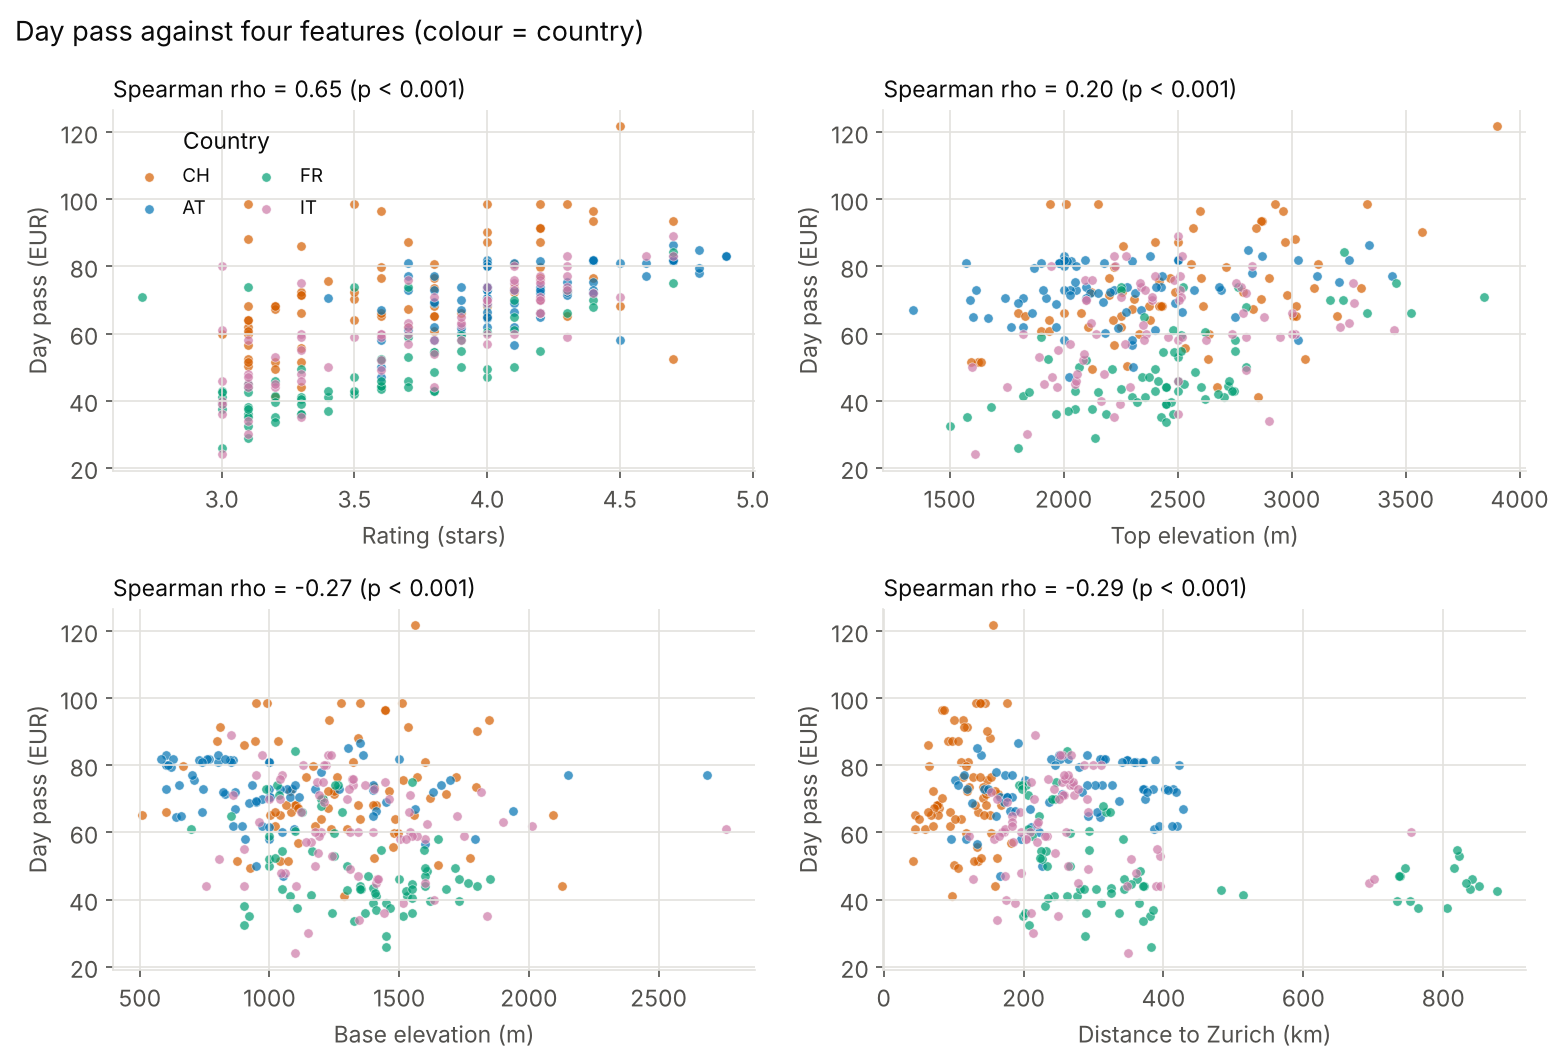 Day pass against four features (colour = country)
Spearman rho = 0.65 (p < 0.001)
Day pass (EUR)
120
100
80
60
40
20
Country
CH
FR
AT
IT
3.0
3.5
4.0
4.5
5.0
Rating (stars)
Spearman rho = 0.20 (p < 0.001)
Day pass (EUR)
120
100
80
60
40
20
1500
2000
2500
3000
3500
4000
Top elevation (m)
Spearman rho = -0.27 (p < 0.001)
Day pass (EUR)
120
100
80
60
40
20
500
1000
1500
2000
2500
Base elevation (m)
Spearman rho = -0.29 (p < 0.001)
Day pass (EUR)
120
100
80
60
40
20
0
200
400
600
800
Distance to Zurich (km)